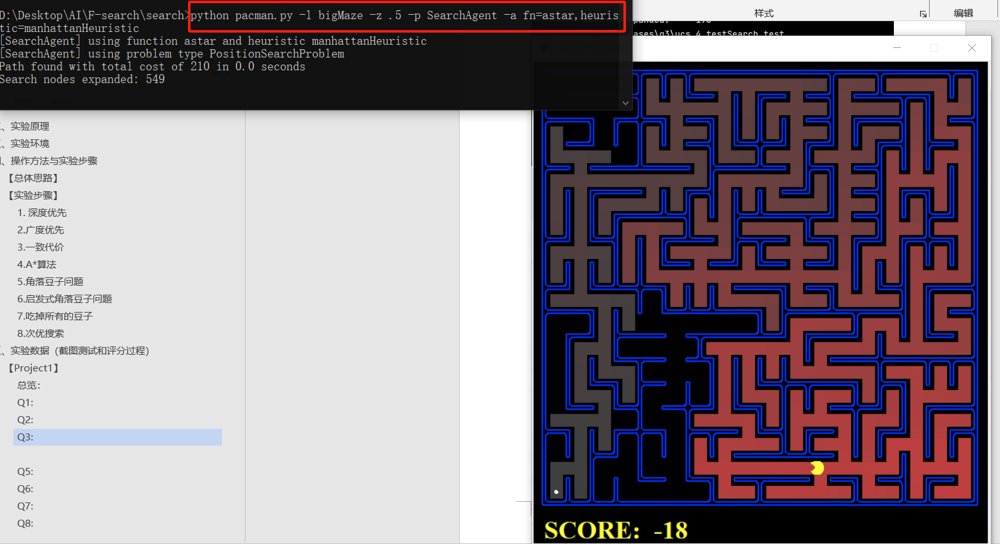 D:\Desktop\AI\F-search\search>python pacman.py -l bigMaze -z .5 -p SearchAgent -a fn=astar,heuris
tic=manhattanHeuristic
[SearchAgent] using function astar and heuristic manhattanHeuristic
[SearchAgent] using problem type PositionSearchProblem
Path found with total cost of 210 in 0.0 seconds
Search nodes expanded: 549
样式
编辑
ases\q3\ucs_4_testSearch.test
、实验原理
、实验环境
、操作方法与实验步骤
【总体思路】
【实验步骤】
1. 深度优先
2.广度优先
3.一致代价
4.A*算法
5.角落豆子问题
6.启发式角落豆子问题
7.吃掉所有的豆子
8.次优搜索
、实验数据（截图测试和评分过程）
【Project1】
总览：
Q1:
Q2:
Q3:
Q5:
Q6:
Q7:
Q8:
SCORE: -18